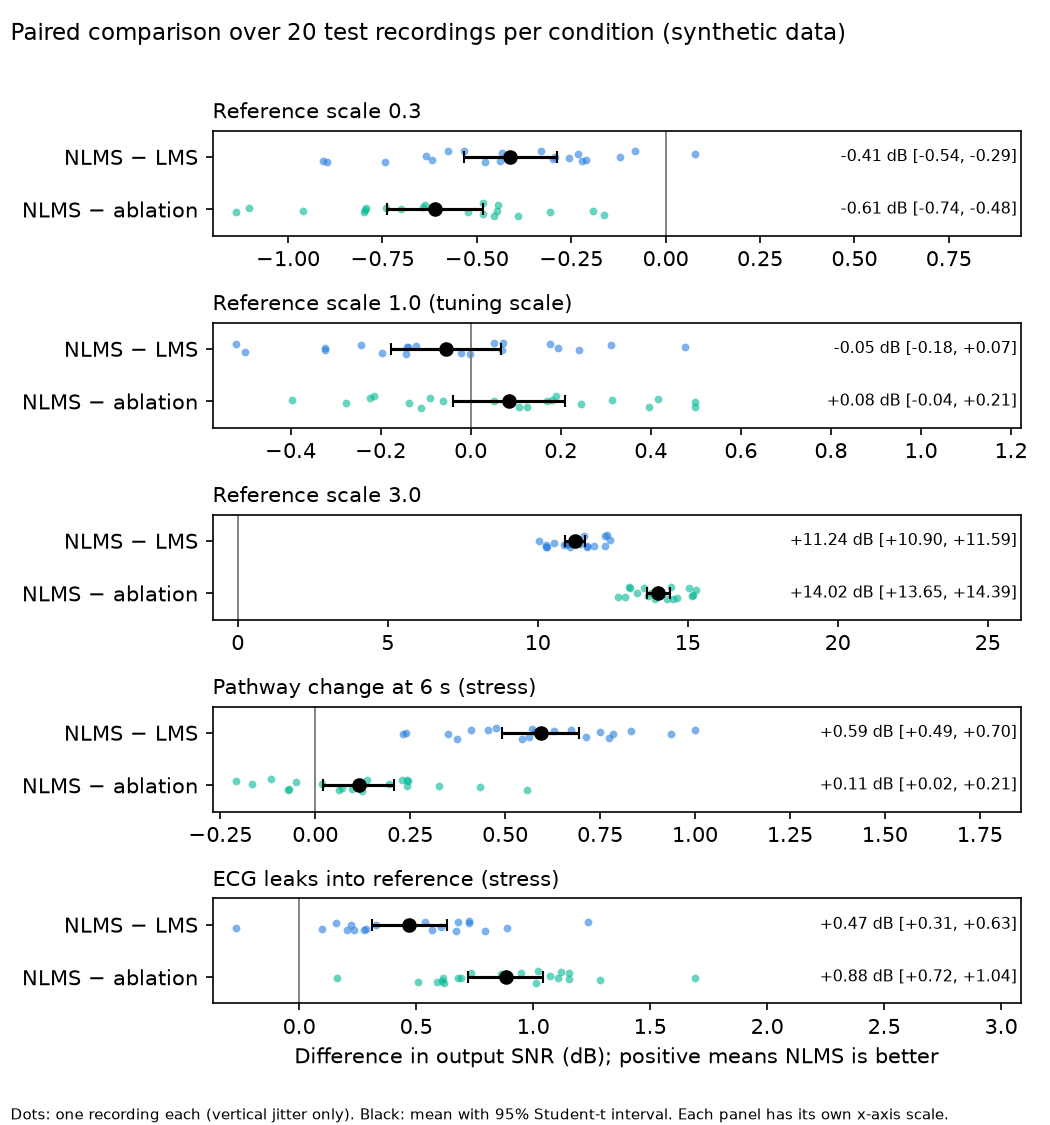 Paired comparison over 20 test recordings per condition (synthetic data)
Reference scale 0.3
NLMS − LMS
-0.41 dB [-0.54, -0.29]
NLMS − ablation
-0.61 dB [-0.74, -0.48]
−1.00 −0.75 −0.50 −0.25 0.00 0.25 0.50 0.75
Reference scale 1.0 (tuning scale)
NLMS − LMS
-0.05 dB [-0.18, +0.07]
NLMS − ablation
+0.08 dB [-0.04, +0.21]
−0.4 −0.2 0.0 0.2 0.4 0.6 0.8 1.0 1.2
Reference scale 3.0
NLMS − LMS
+11.24 dB [+10.90, +11.59]
NLMS − ablation
+14.02 dB [+13.65, +14.39]
0 5 10 15 20 25
Pathway change at 6 s (stress)
NLMS − LMS
+0.59 dB [+0.49, +0.70]
NLMS − ablation
+0.11 dB [+0.02, +0.21]
−0.25 0.00 0.25 0.50 0.75 1.00 1.25 1.50 1.75
ECG leaks into reference (stress)
NLMS − LMS
+0.47 dB [+0.31, +0.63]
NLMS − ablation
+0.88 dB [+0.72, +1.04]
0.0 0.5 1.0 1.5 2.0 2.5 3.0
Difference in output SNR (dB); positive means NLMS is better
Dots: one recording each (vertical jitter only). Black: mean with 95% Student-t interval. Each panel has its own x-axis scale.